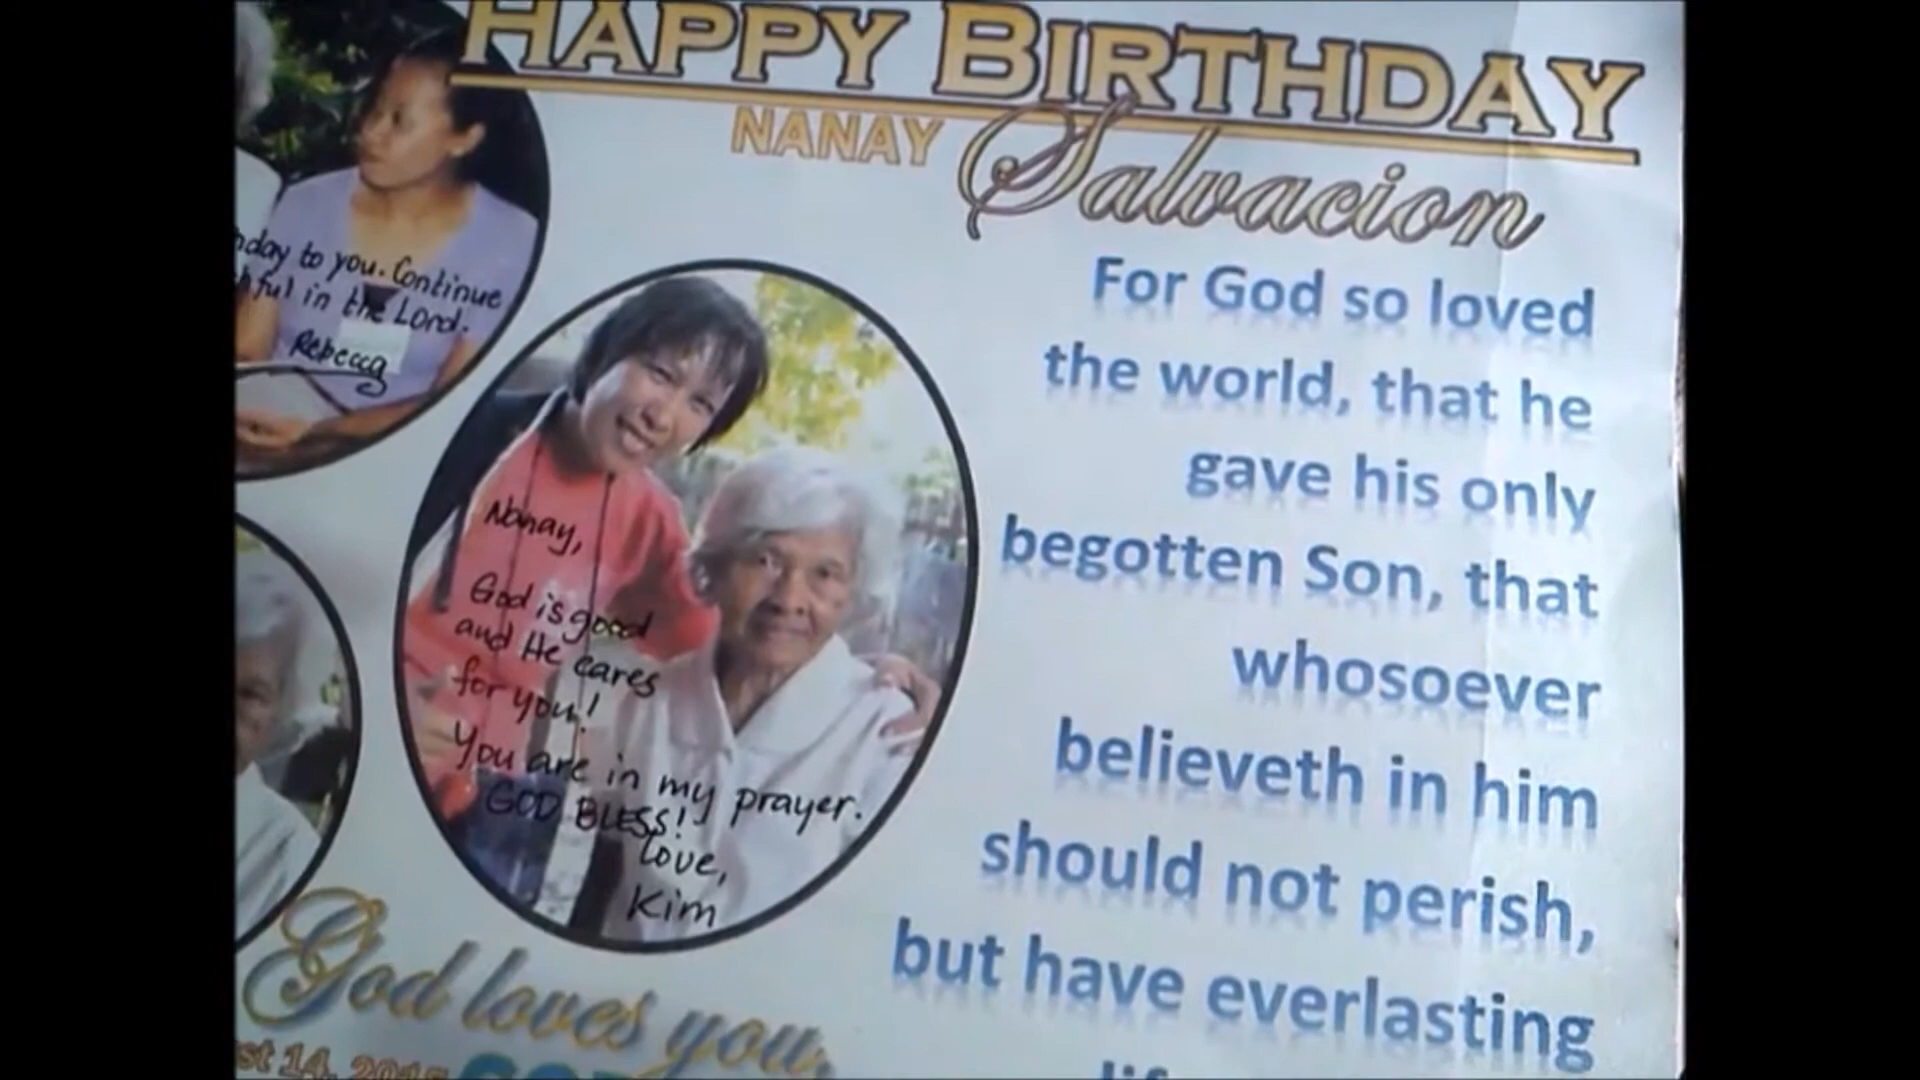 HAPPY BIRTHDAY
NANAY Salvacion
day to you. Continue
ful in the Lord.
Rebecca
Nanay,
God is good
and He cares
for you!
You are in my prayer.
GOD BLESS!
Love,
Kim
For God so loved
the world, that he
gave his only
begotten Son, that
whosoever
believeth in him
should not perish,
but have everlasting
God loves you.
st 14, 2015